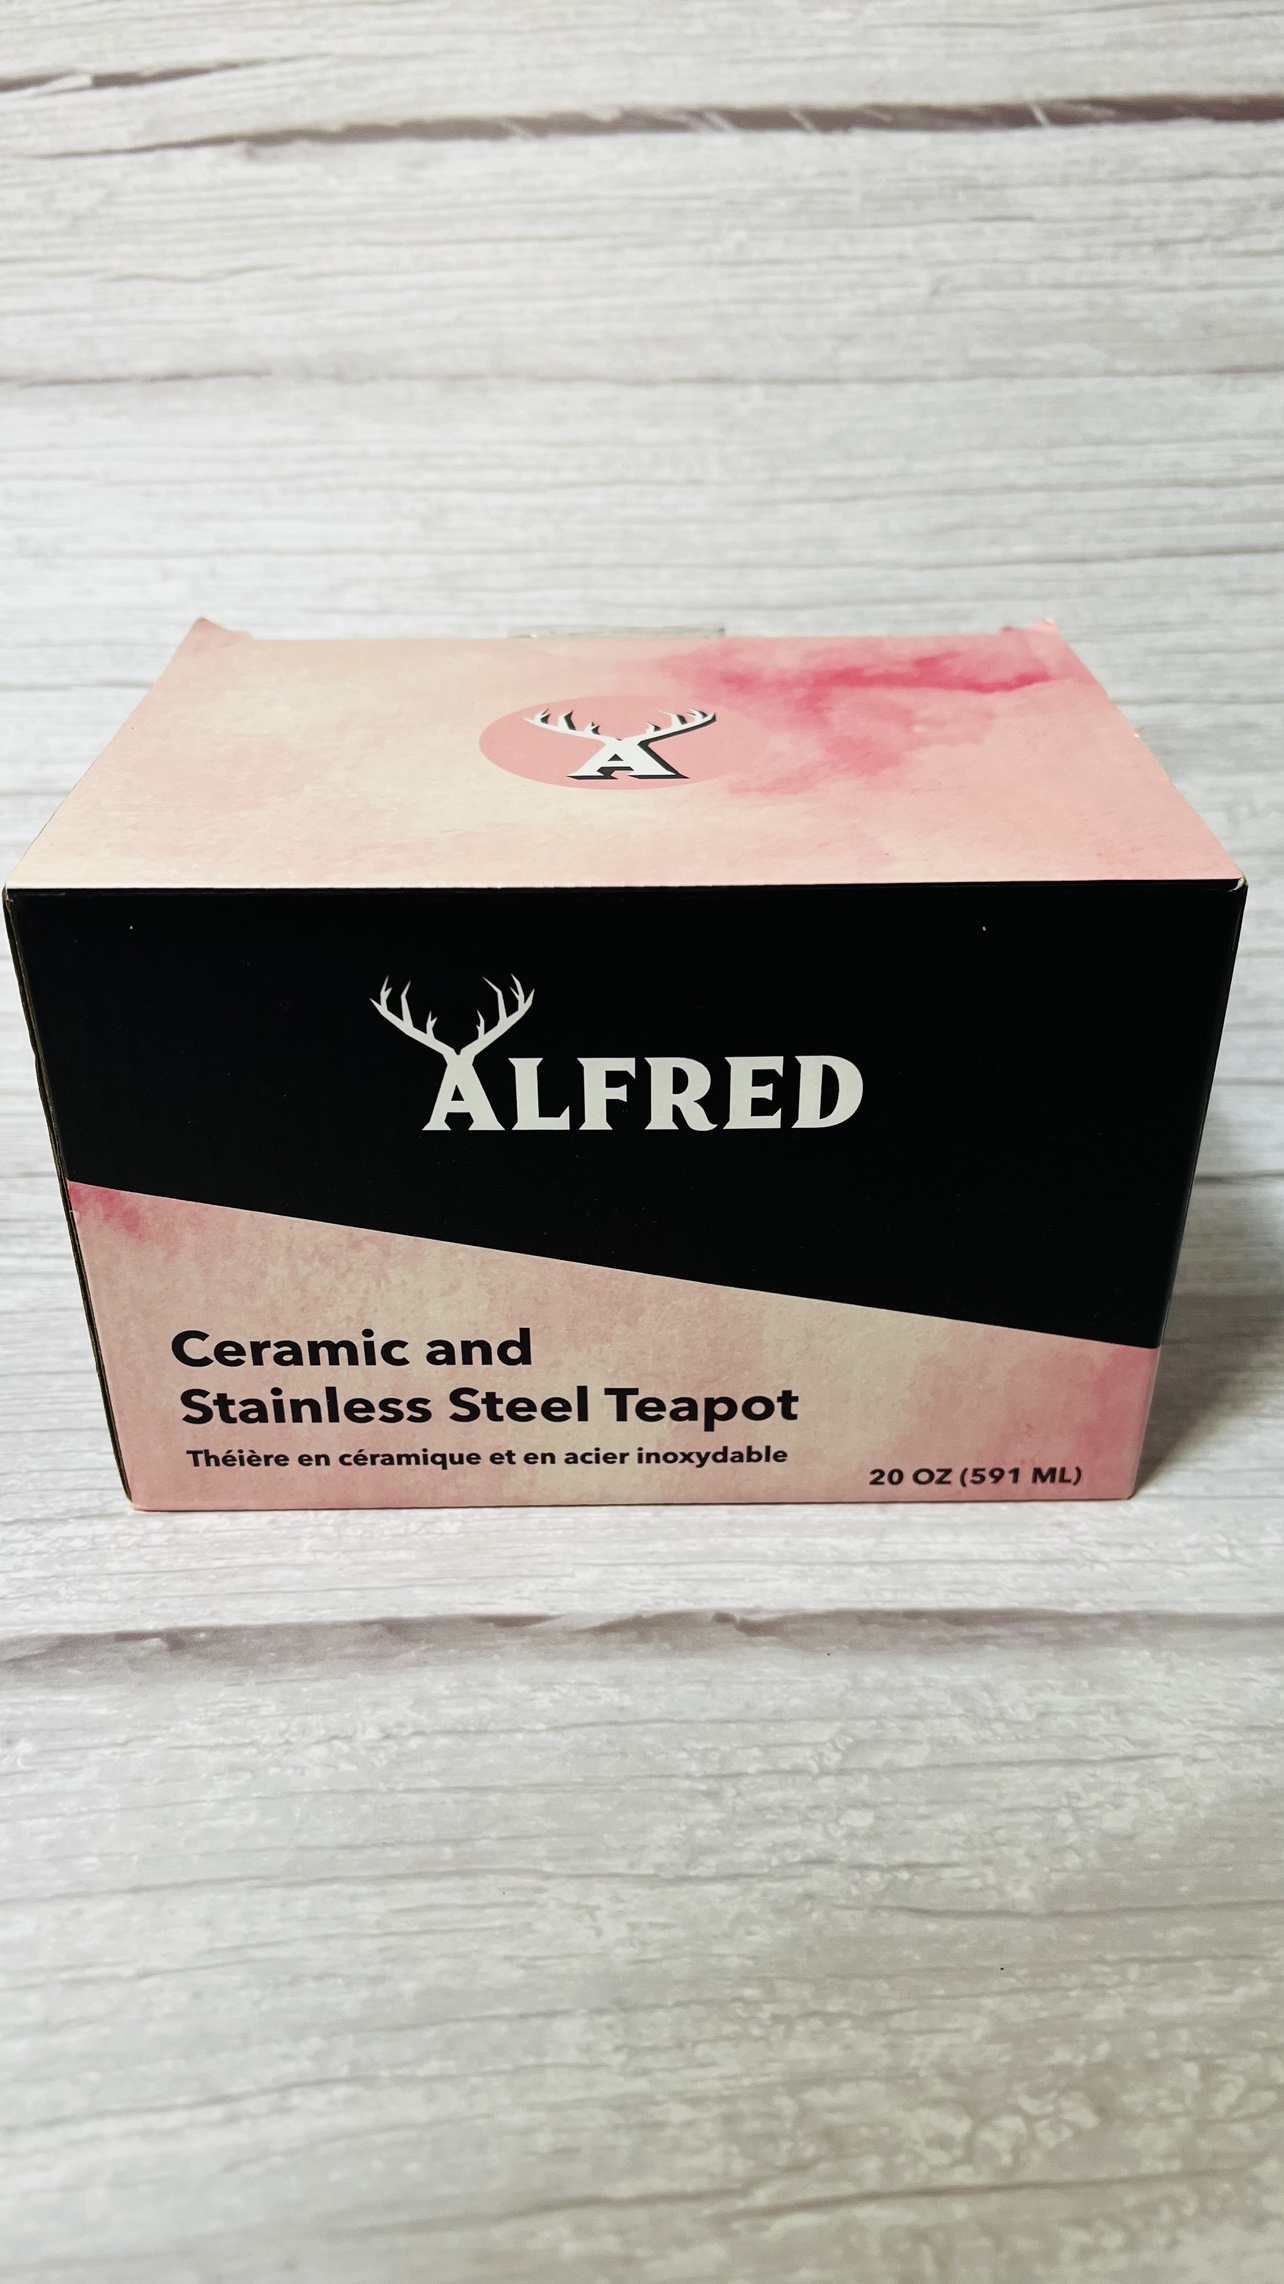 A
ALFRED
Ceramic and
Stainless Steel Teapot
Théière en céramique et en acier inoxydable
20 OZ (591 ML)